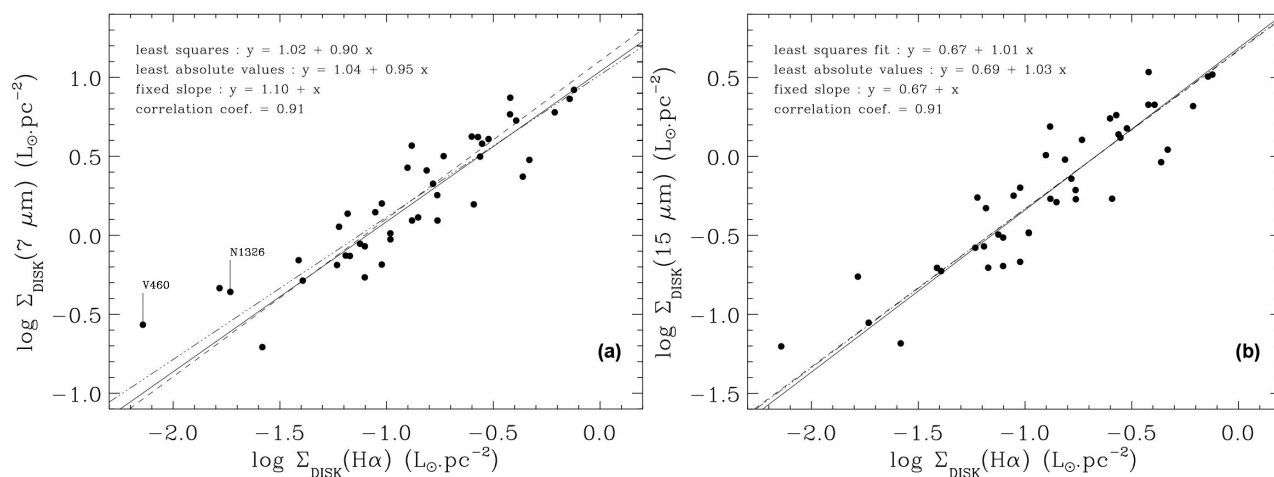 least squares : y = 1.02 + 0.90 x
least absolute values : y = 1.04 + 0.95 x
fixed slope : y = 1.10 + x
correlation coef. = 0.91
log Σ_DISK(7 μm) (L⊙.pc⁻²)
1.0
0.5
0.0
−0.5
−1.0
V460
N1326
(a)
−2.0 −1.5 −1.0 −0.5 0.0
log Σ_DISK(Hα) (L⊙.pc⁻²)
least squares fit : y = 0.67 + 1.01 x
least absolute values : y = 0.69 + 1.03 x
fixed slope : y = 0.67 + x
correlation coef. = 0.91
log Σ_DISK(15 μm) (L⊙.pc⁻²)
0.5
0.0
−0.5
−1.0
−1.5
(b)
−2.0 −1.5 −1.0 −0.5 0.0
log Σ_DISK(Hα) (L⊙.pc⁻²)